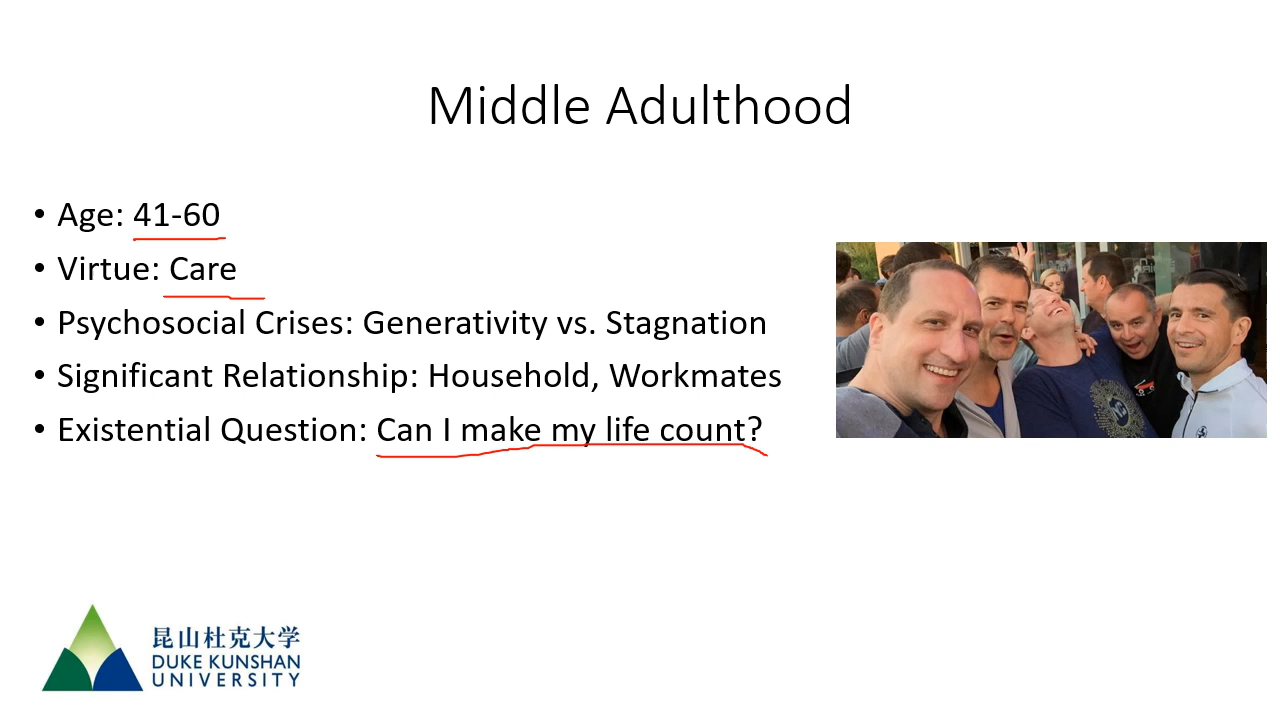 Middle Adulthood
• Age: 41-60
• Virtue: Care
• Psychosocial Crises: Generativity vs. Stagnation
• Significant Relationship: Household, Workmates
• Existential Question: Can I make my life count?
昆山杜克大学
DUKE KUNSHAN
UNIVERSITY